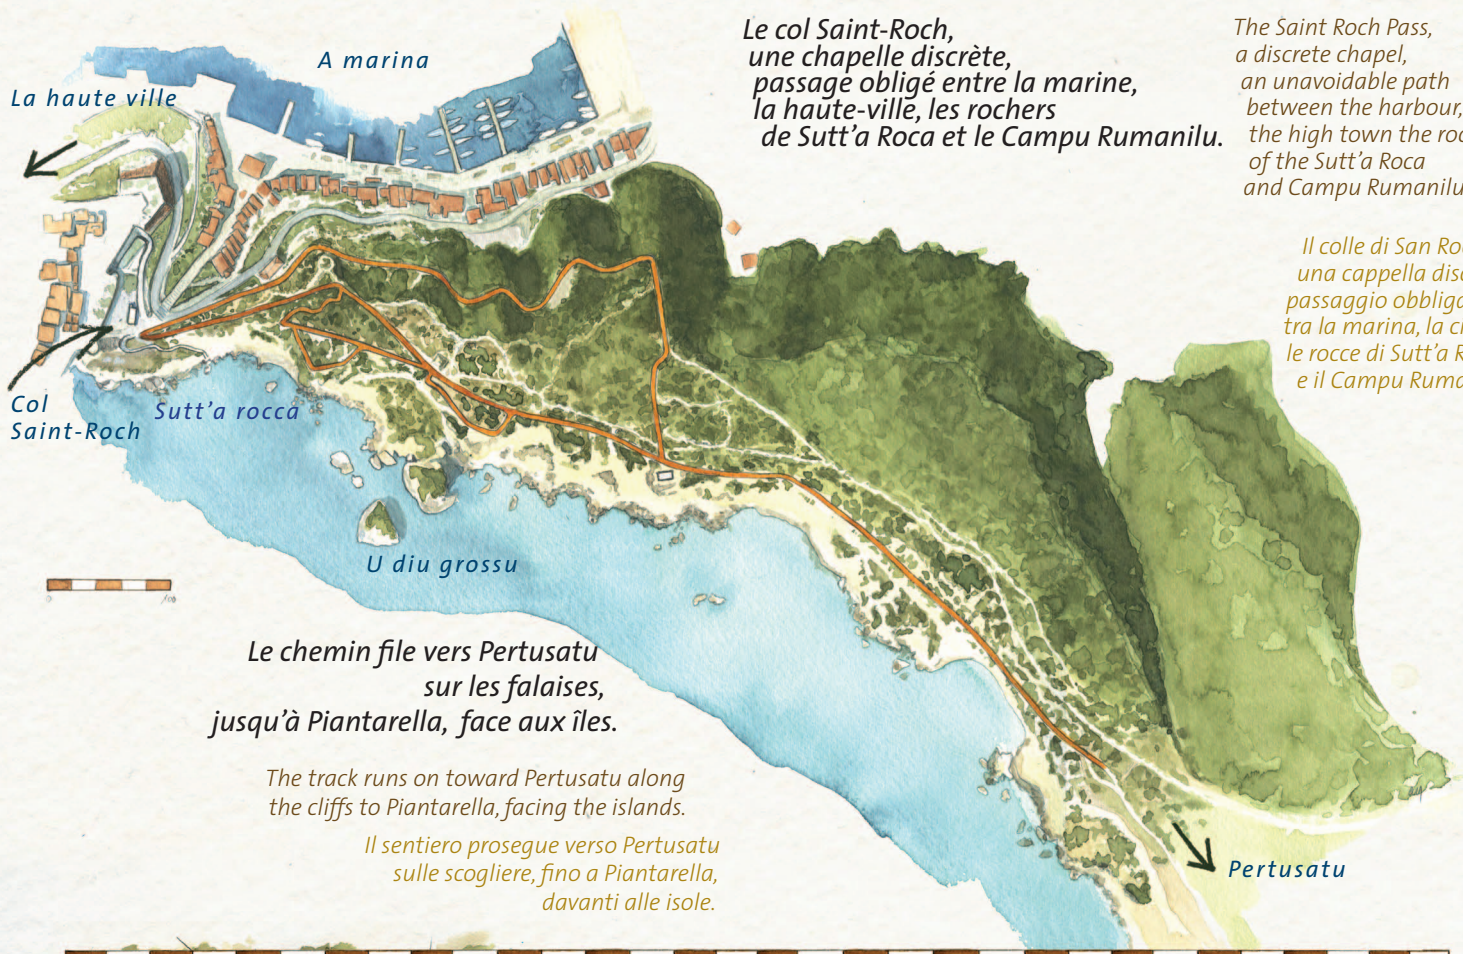 A marina
La haute ville
Le col Saint-Roch,
une chapelle discrète,
passage obligé entre la marine,
la haute-ville, les rochers
de Sutt'a Roca et le Campu Rumanilu.
The Saint Roch Pass,
a discrete chapel,
an unavoidable path
between the harbour,
the high town the
of the Sutt'a Roca
and Campu Rumanilu
Il colle di San
una cappella
passaggio
tra la marina, la
le rocce di Sutt'a
e il Campu
Col
Saint-Roch
Sutt'a rocca
U diu grossu
0
100
Le chemin file vers Pertusatu
sur les falaises,
jusqu'à Piantarella, face aux îles.
The track runs on toward Pertusatu along
the cliffs to Piantarella, facing the islands.
Il sentiero prosegue verso Pertusatu
sulle scogliere, fino a Piantarella,
davanti alle isole.
Pertusatu